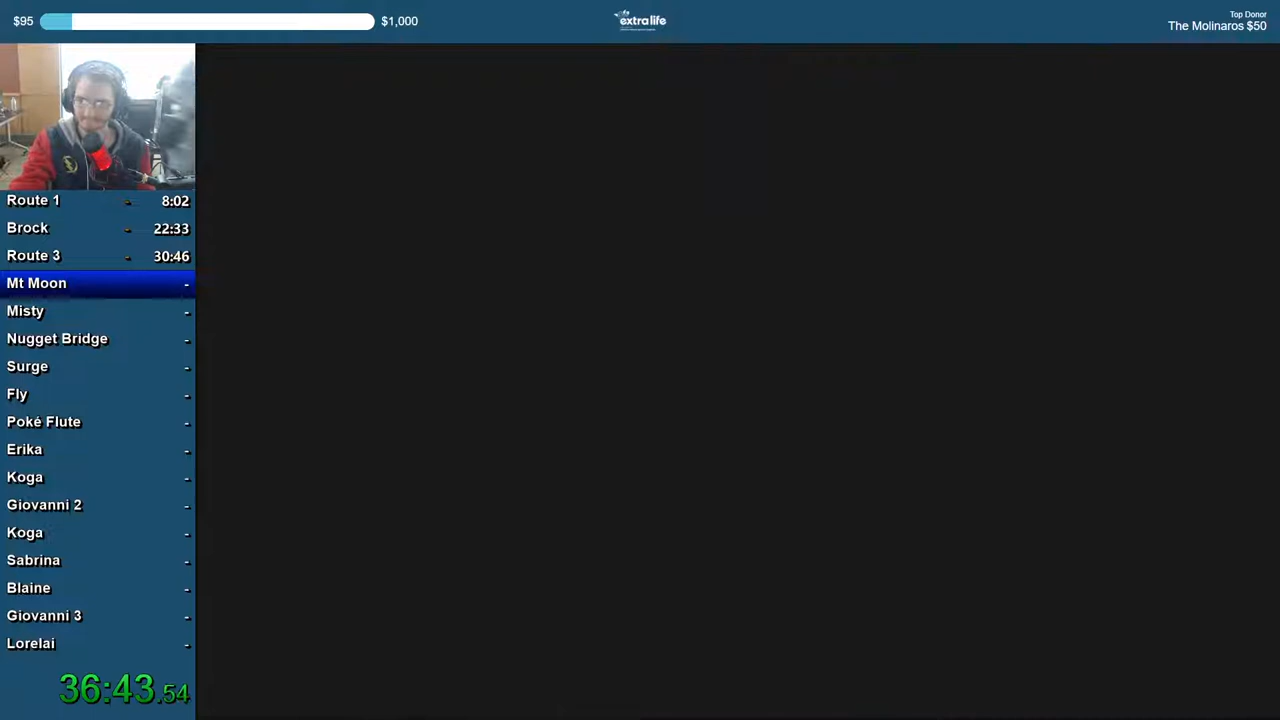 $95 $1,000
extralife
Top Donor
The Molinaros $50
Route 1 - 8:02
Brock - 22:33
Route 3 - 30:46
Mt Moon -
Misty -
Nugget Bridge -
Surge -
Fly -
Poké Flute -
Erika -
Koga -
Giovanni 2 -
Koga -
Sabrina -
Blaine -
Giovanni 3 -
Lorelai -
36:43.54